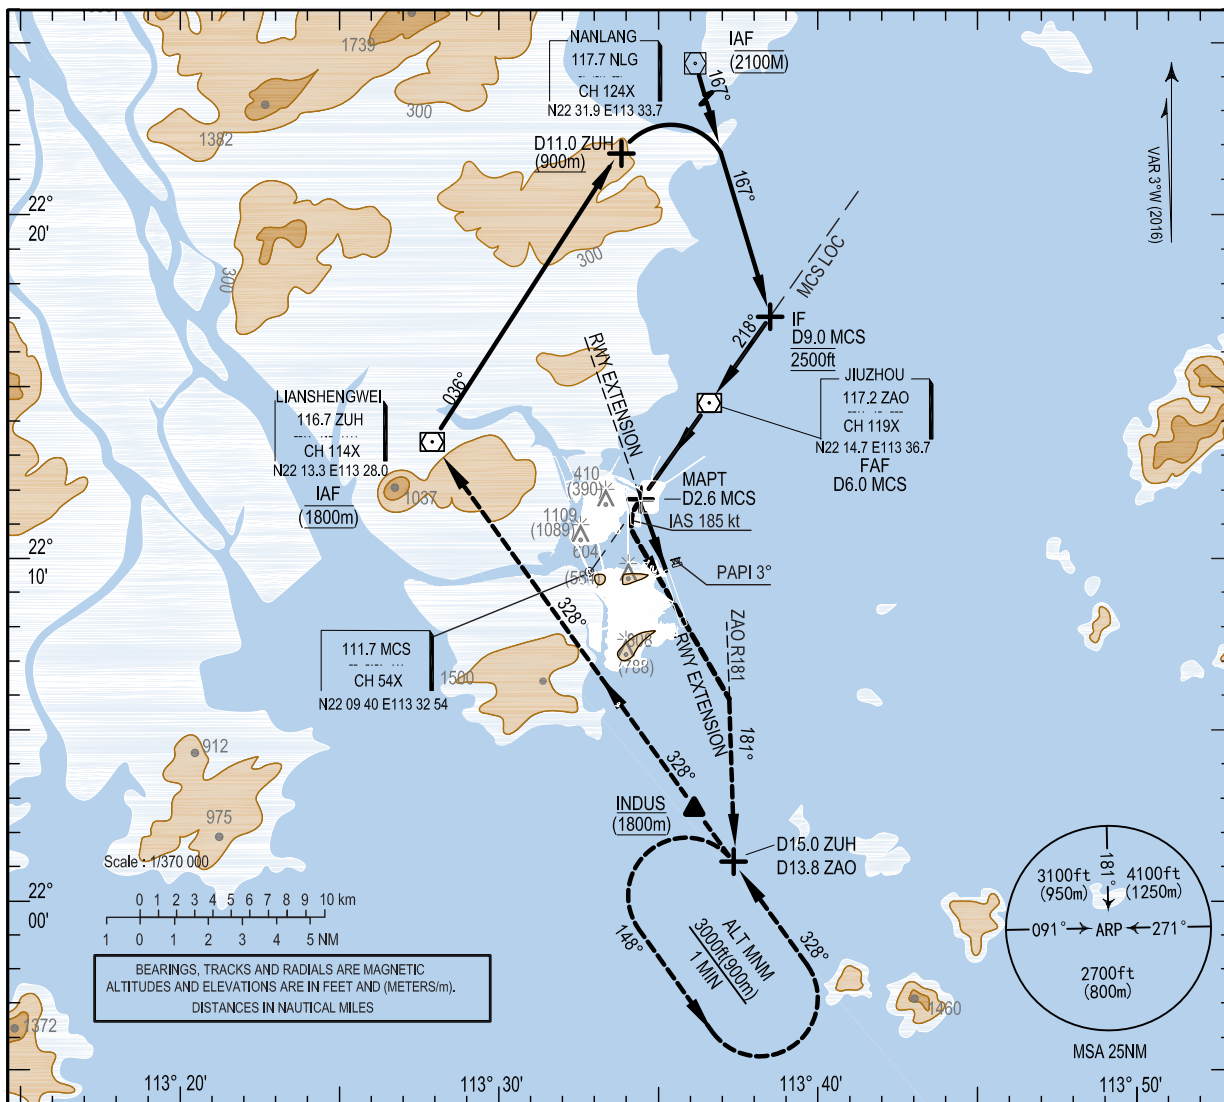 1739
1382
300
300
300
NANLANG
117.7 NLG
CH 124X
N22 31.9 E113 33.7
IAF
(2100M)
167°
167°
D11.0 ZUH
(900m)
VAR 3°W (2016)
22°
20'
MCS LOC
218°
IF
D9.0 MCS
2500ft
JIUZHOU
117.2 ZAO
CH 119X
N22 14.7 E113 36.7
FAF
D6.0 MCS
RWY EXTENSION
036°
LIANSHENGWEI
116.7 ZUH
CH 114X
N22 13.3 E113 28.0
IAF
(1800m)
1037
410
(390)
1109
(1089)
604
MAPT
D2.6 MCS
IAS 185 kt
PAPI 3°
22°
10'
328°
111.7 MCS
CH 54X
N22 09 40 E113 32 54
1500
808
(788)
RWY EXTENSION
ZAO R181
181°
328°
912
975
INDUS
(1800m)
D15.0 ZUH
D13.8 ZAO
Scale : 1/370 000
0 1 2 3 4 5 6 7 8 9 10 km
1 0 1 2 3 4 5 NM
22°
00'
BEARINGS, TRACKS AND RADIALS ARE MAGNETIC
ALTITUDES AND ELEVATIONS ARE IN FEET AND (METERS/m).
DISTANCES IN NAUTICAL MILES
148°
ALT MNM
3000ft(900m)
1 MIN
328°
1460
1372
3100ft
(950m)
181°
4100ft
(1250m)
091°
ARP
271°
2700ft
(800m)
MSA 25NM
113° 20'
113° 30'
113° 40'
113° 50'